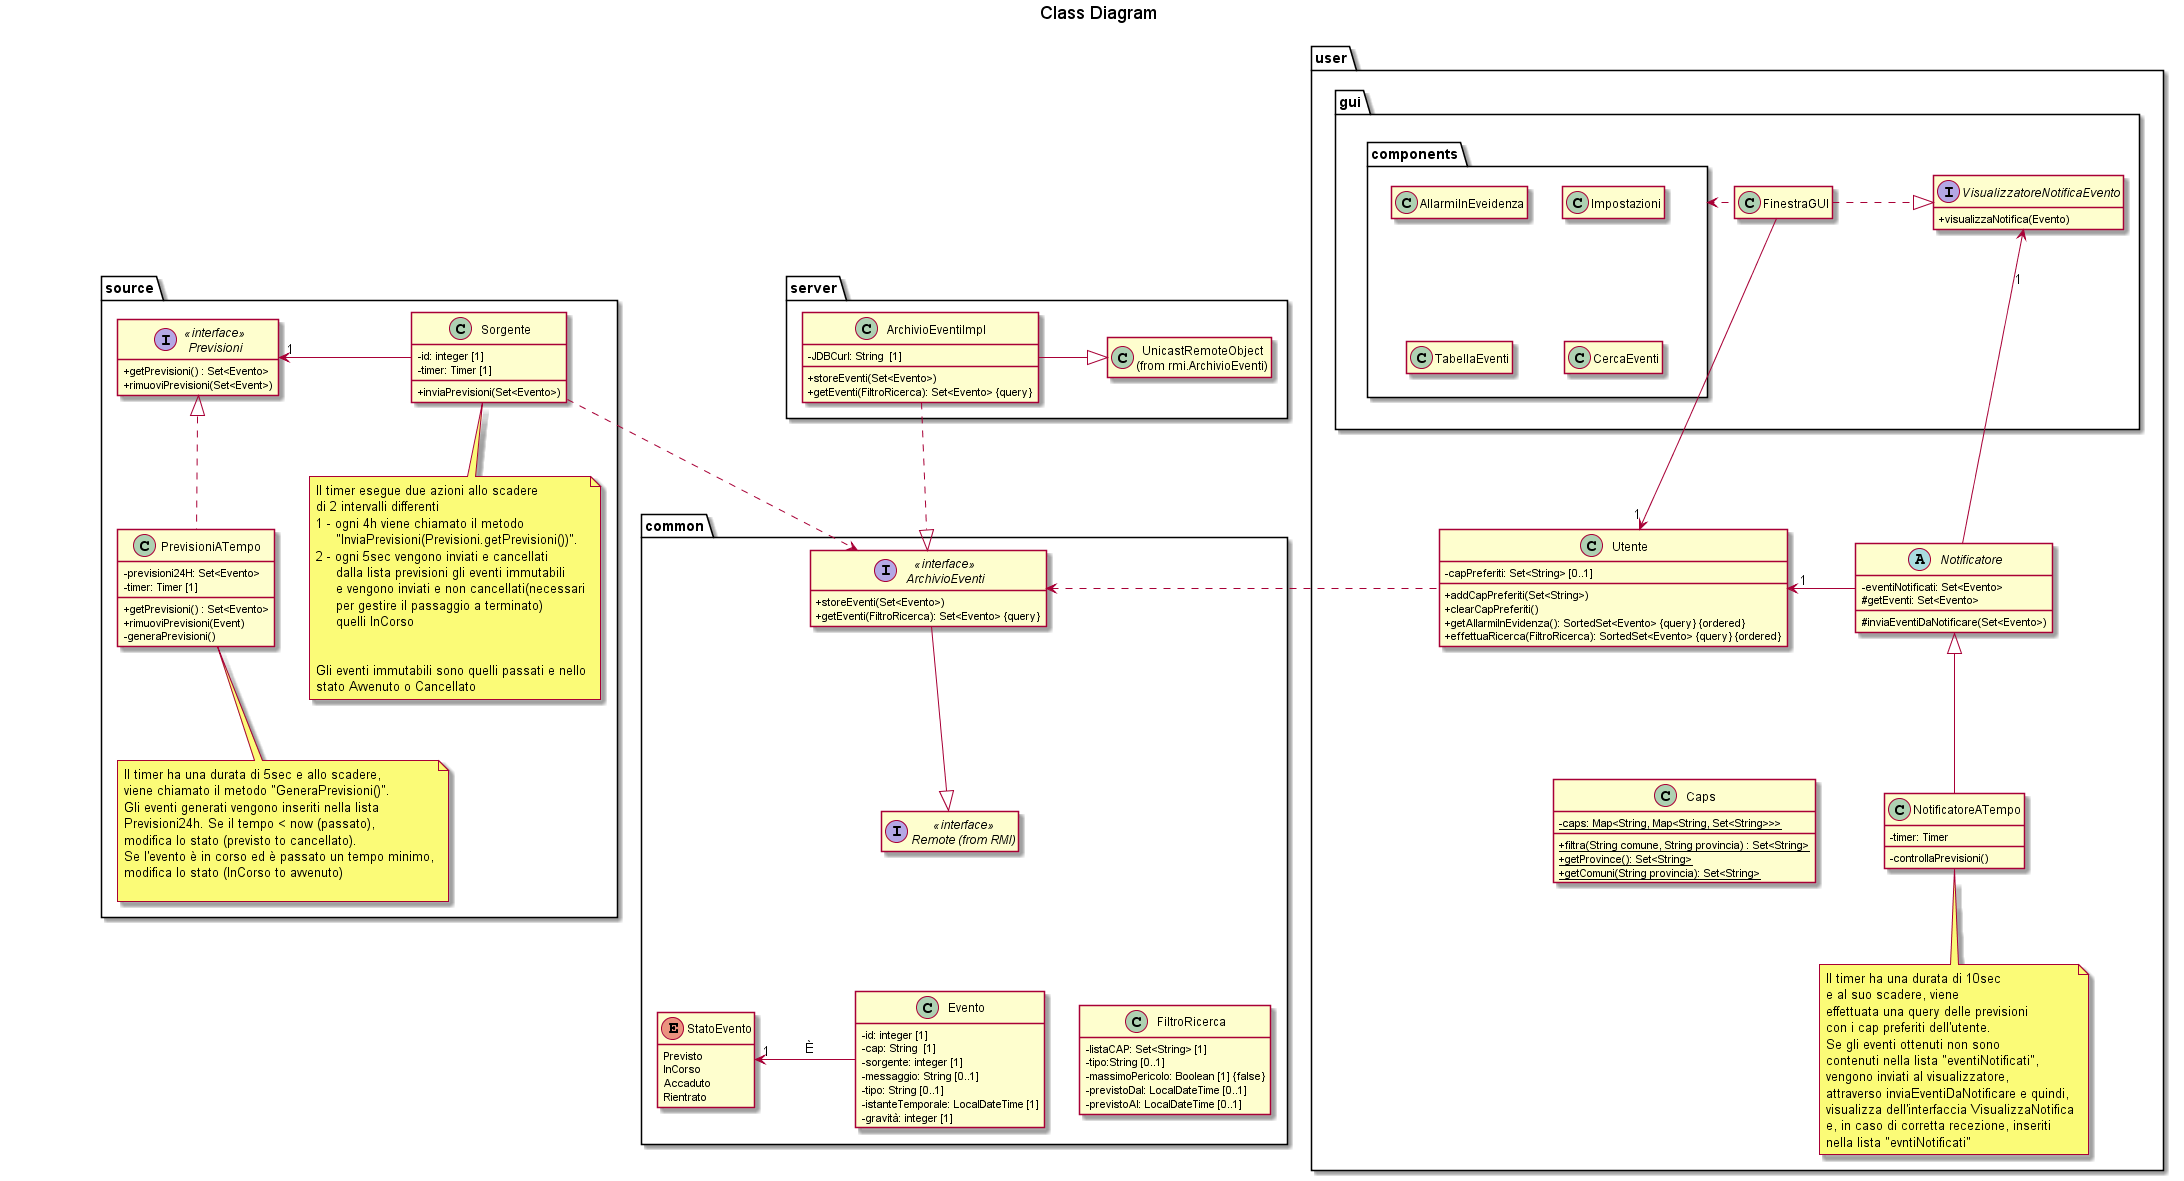 Class Diagram
source
I
«interface»
Previsioni
+getPrevisioni() : Set<Evento>
+rimuoviPrevisioni(Set<Event>)
1
C Sorgente
-id: integer [1]
-timer: Timer [1]
+inviaPrevisioni(Set<Evento>)
C PrevisioniATempo
-previsioni24H: Set<Evento>
-timer: Timer [1]
+getPrevisioni() : Set<Evento>
+rimuoviPrevisioni(Event)
-generaPrevisioni()
Il timer esegue due azioni allo scadere
di 2 intervalli differenti
1 - ogni 4h viene chiamato il metodo
"InviaPrevisioni(Previsioni.getPrevisioni())".
2 - ogni 5sec vengono inviati e cancellati
dalla lista previsioni gli eventi immutabili
e vengono inviati e non cancellati(necessari
per gestire il passaggio a terminato)
quelli InCorso
Gli eventi immutabili sono quelli passati e nello
stato Avvenuto o Cancellato
Il timer ha una durata di 5sec e allo scadere,
viene chiamato il metodo "GeneraPrevisioni()".
Gli eventi generati vengono inseriti nella lista
Previsioni24h. Se il tempo < now (passato),
modifica lo stato (previsto to cancellato).
Se l'evento è in corso ed è passato un tempo minimo,
modifica lo stato (InCorso to avvenuto)
server
C ArchivioEventiImpl
-JDBCurl: String [1]
+storeEventi(Set<Evento>)
+getEventi(FiltroRicerca): Set<Evento> {query}
C UnicastRemoteObject
(from rmi.ArchivioEventi)
common
I
«interface»
ArchivioEventi
+storeEventi(Set<Evento>)
+getEventi(FiltroRicerca): Set<Evento> {query}
I
«interface»
Remote (from RMI)
E StatoEvento
Previsto
InCorso
Accaduto
Rientrato
1
È
C Evento
-id: integer [1]
-cap: String [1]
-sorgente: integer [1]
-messaggio: String [0..1]
-tipo: String [0..1]
-istanteTemporale: LocalDateTime [1]
-gravità: integer [1]
C FiltroRicerca
-listaCAP: Set<String> [1]
-tipo:String [0..1]
-massimoPericolo: Boolean [1] {false}
-previstoDal: LocalDateTime [0..1]
-previstoAl: LocalDateTime [0..1]
user
gui
components
C AllarmiInEveidenza
C Impostazioni
C TabellaEventi
C CercaEventi
C FinestraGUI
I VisualizzatoreNotificaEvento
+visualizzaNotifica(Evento)
1
1
C Utente
-capPreferiti: Set<String> [0..1]
+addCapPreferiti(Set<String>)
+clearCapPreferiti()
+getAllarmiInEvidenza(): SortedSet<Evento> {query} {ordered}
+effettuaRicerca(FiltroRicerca): SortedSet<Evento> {query} {ordered}
1
A Notificatore
-eventiNotificati: Set<Evento>
#getEventi: Set<Evento>
#inviaEventiDaNotificare(Set<Evento>)
C Caps
-caps: Map<String, Map<String, Set<String>>>
+filtra(String comune, String provincia) : Set<String>
+getProvince(): Set<String>
+getComuni(String provincia): Set<String>
C NotificatoreATempo
-timer: Timer
-controllaPrevisioni()
Il timer ha una durata di 10sec
e al suo scadere, viene
effettuata una query delle previsioni
con i cap preferiti dell'utente.
Se gli eventi ottenuti non sono
contenuti nella lista "eventiNotificati",
vengono inviati al visualizzatore,
attraverso inviaEventiDaNotificare e quindi,
visualizza dell'interfaccia VisualizzaNotifica
e, in caso di corretta recezione, inseriti
nella lista "evntiNotificati"